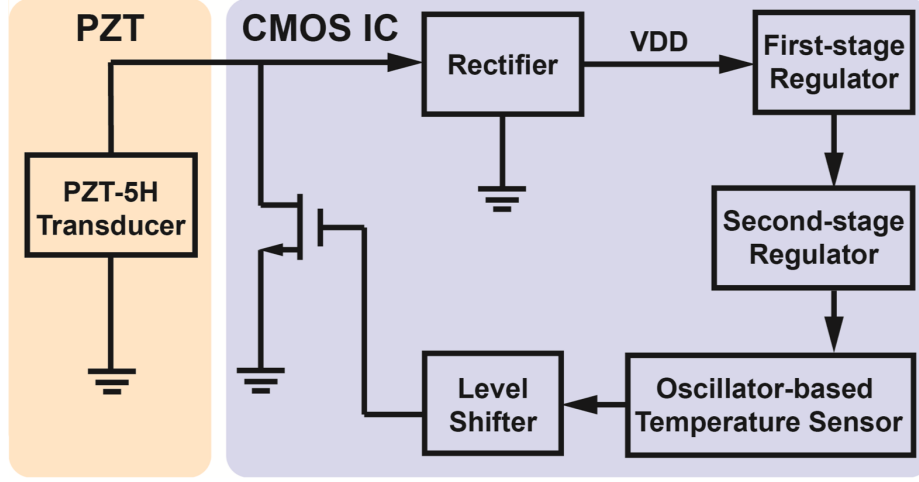 PZT
CMOS IC
Rectifier
VDD
First-stage
Regulator
PZT-5H
Transducer
Second-stage
Regulator
Level
Shifter
Oscillator-based
Temperature Sensor